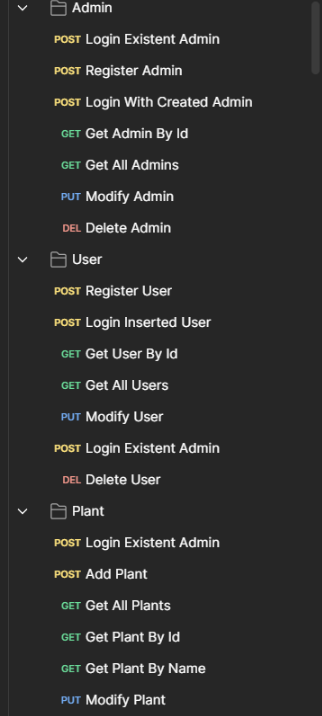 Admin
POST Login Existent Admin
POST Register Admin
POST Login With Created Admin
GET Get Admin By Id
GET Get All Admins
PUT Modify Admin
DEL Delete Admin
User
POST Register User
POST Login Inserted User
GET Get User By Id
GET Get All Users
PUT Modify User
POST Login Existent Admin
DEL Delete User
Plant
POST Login Existent Admin
POST Add Plant
GET Get All Plants
GET Get Plant By Id
GET Get Plant By Name
PUT Modify Plant